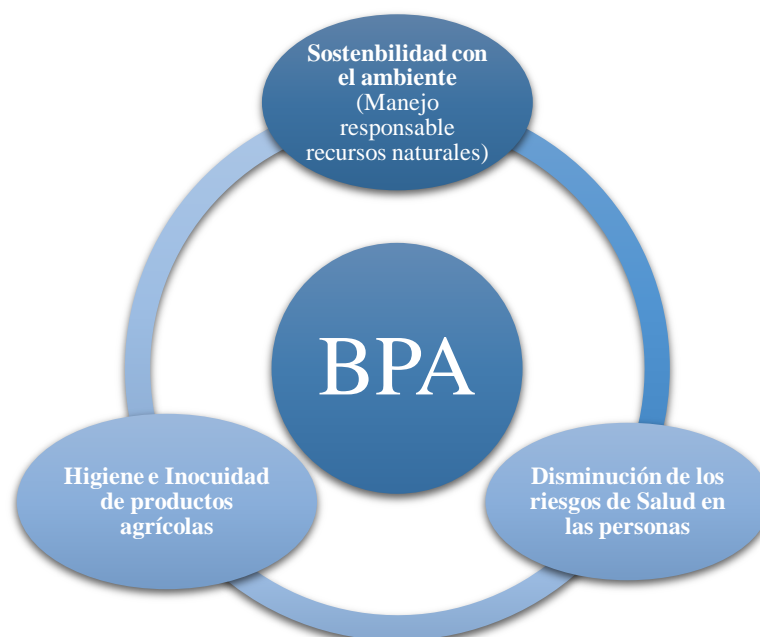 Sostenbilidad con
el ambiente
(Manejo
responsable
recursos naturales)
BPA
Higiene e Inocuidad
de productos
agrícolas
Disminución de los
riesgos de Salud en
las personas